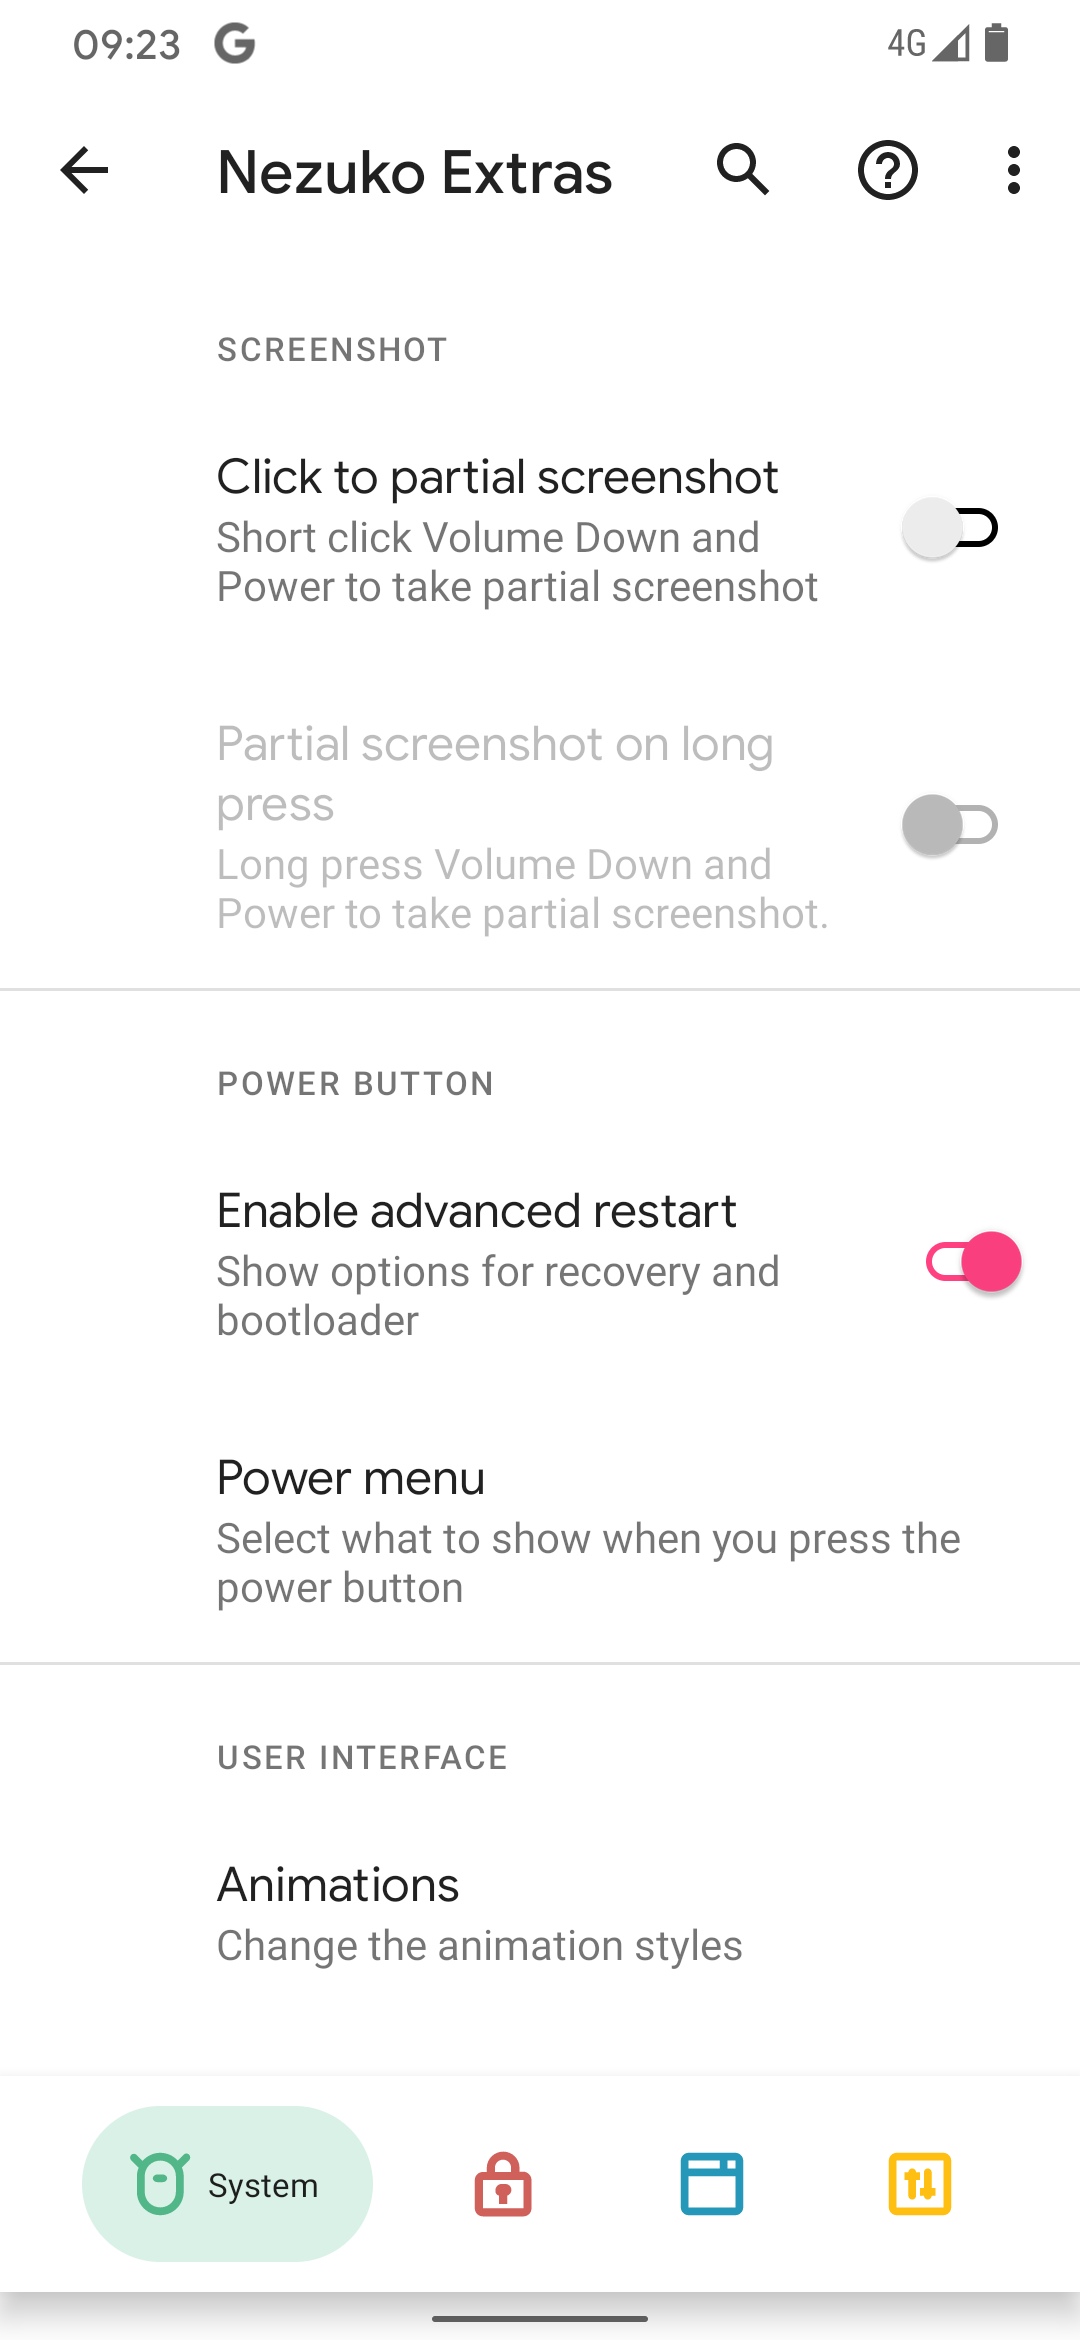 09:23
4G
Nezuko Extras
SCREENSHOT
Click to partial screenshot
Short click Volume Down and
Power to take partial screenshot
Partial screenshot on long
press
Long press Volume Down and
Power to take partial screenshot.
POWER BUTTON
Enable advanced restart
Show options for recovery and
bootloader
Power menu
Select what to show when you press the
power button
USER INTERFACE
Animations
Change the animation styles
System